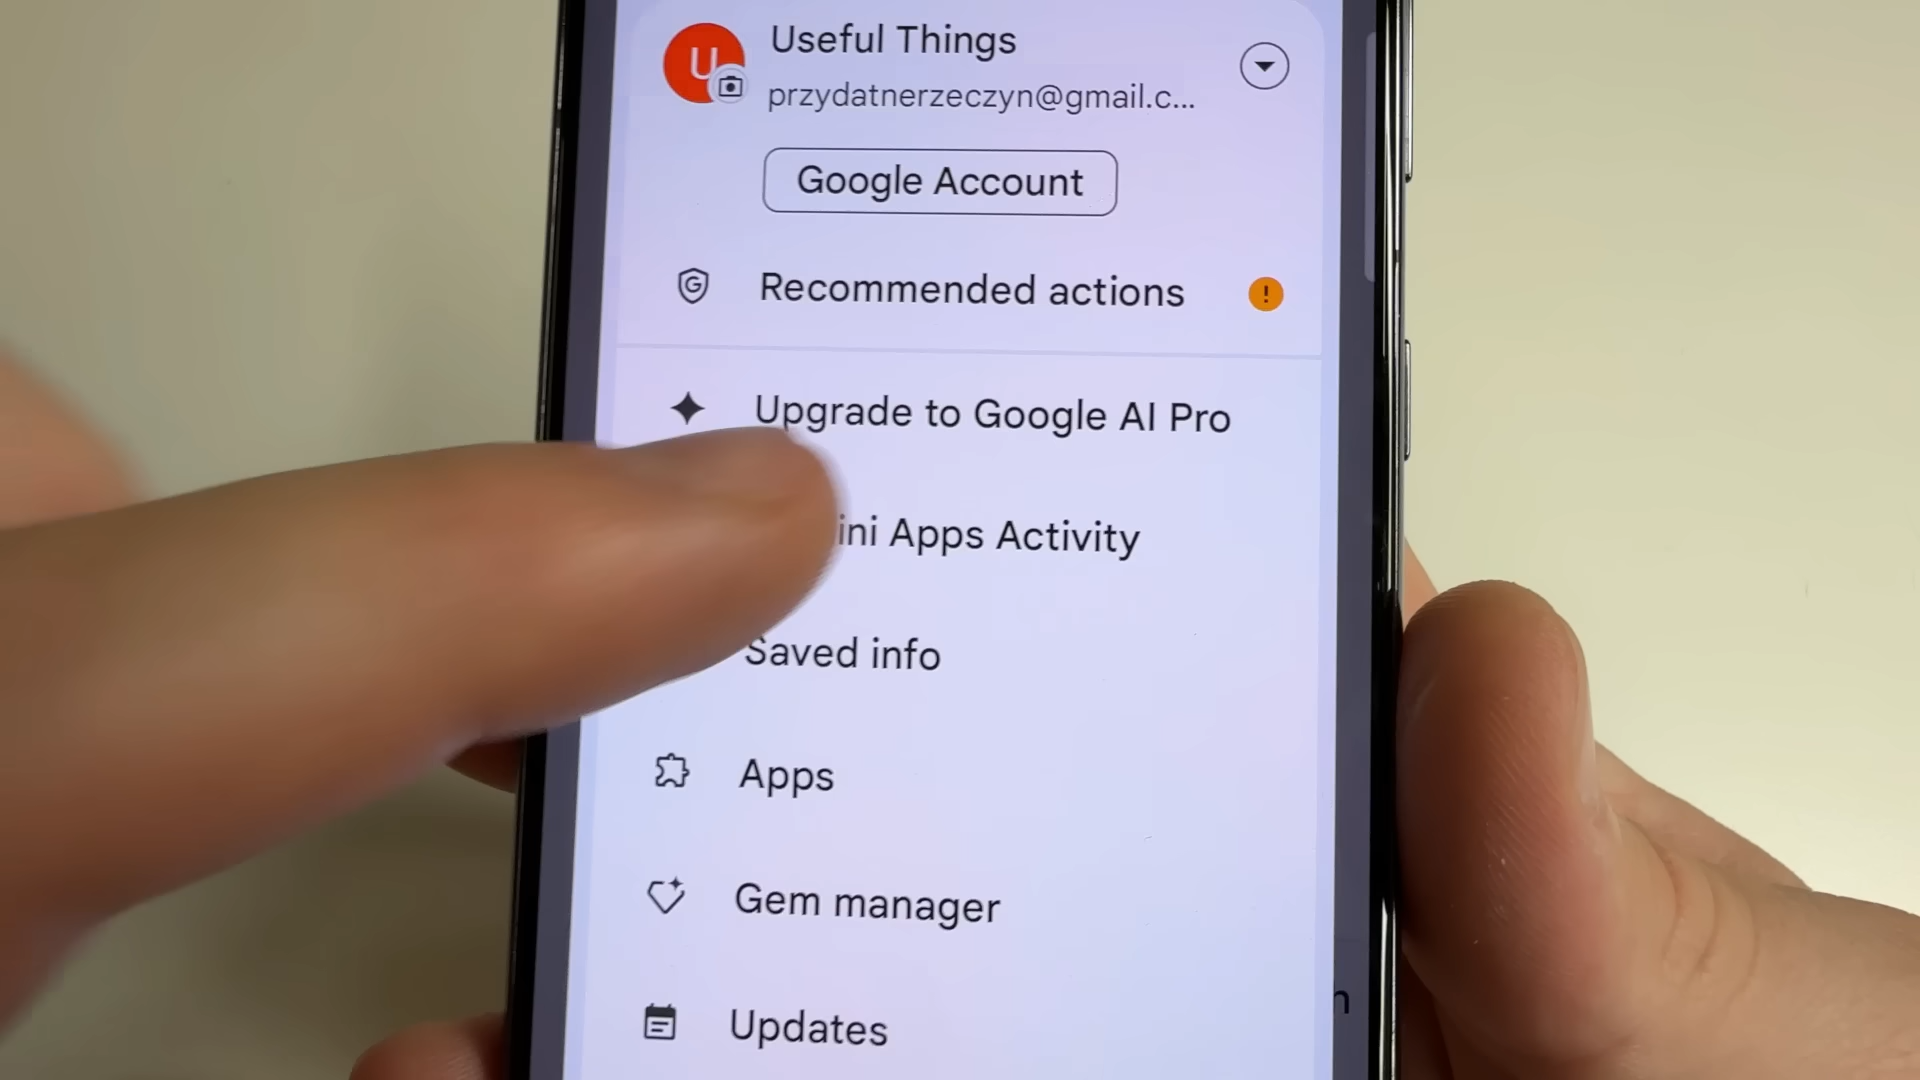 U
Useful Things
przydatnerzeczyn@gmail.c...
Google Account
Recommended actions
Upgrade to Google AI Pro
ini Apps Activity
Saved info
Apps
Gem manager
Updates
n